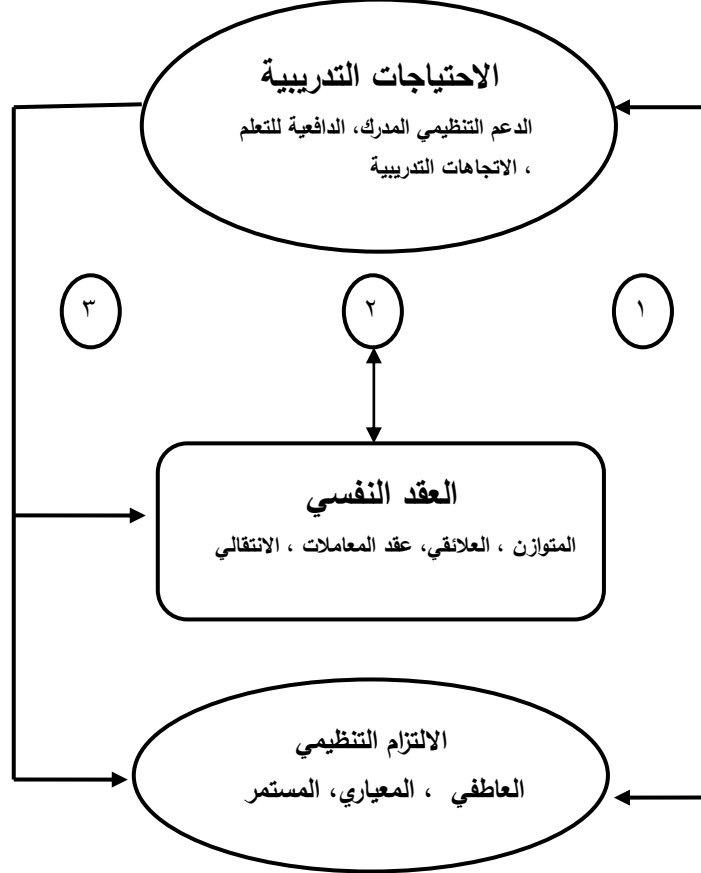 الاحتياجات التدريبية
الدعم التنظيمي المدرك، الدافعية للتعلم
، الاتجاهات التدريبية
١
٢
٣
العقد النفسي
المتوازن ، العلائقي، عقد المعاملات ، الانتقالي
الالتزام التنظيمي
العاطفي ، المعياري، المستمر